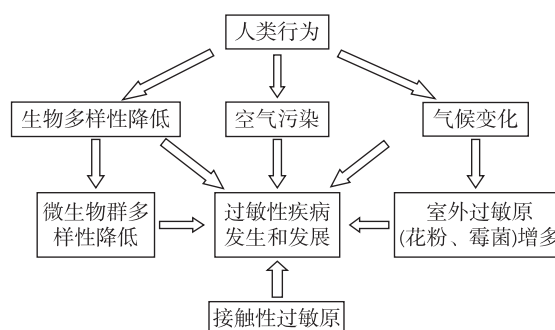 人类行为
生物多样性降低
空气污染
气候变化
微生物群多
样性降低
过敏性疾病
发生和发展
室外过敏原
(花粉、霉菌)增多
接触性过敏原